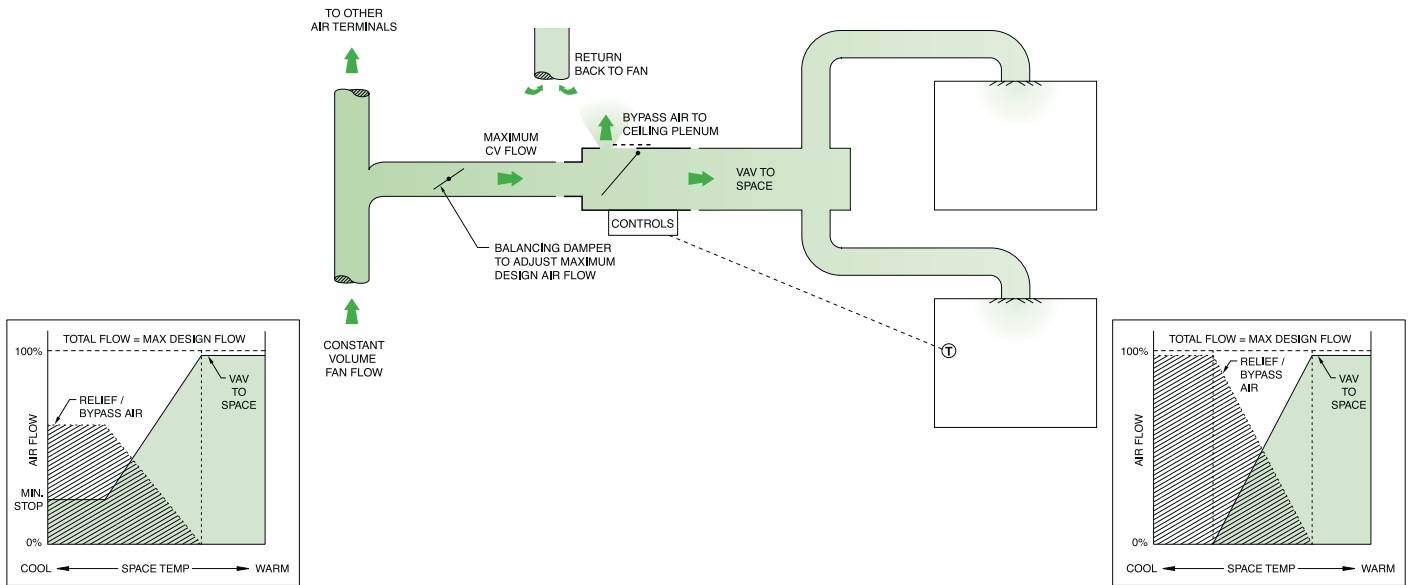 TO OTHER
AIR TERMINALS
RETURN
BACK TO FAN
MAXIMUM
CV FLOW
BYPASS AIR TO
CEILING PLENUM
VAV TO
SPACE
CONTROLS
BALANCING DAMPER
TO ADJUST MAXIMUM
DESIGN AIR FLOW
CONSTANT
VOLUME
FAN FLOW
T
TOTAL FLOW = MAX DESIGN FLOW
100%
VAV
TO
SPACE
RELIEF /
BYPASS AIR
AIR FLOW
MIN.
STOP
0%
COOL SPACE TEMP WARM
TOTAL FLOW = MAX DESIGN FLOW
100%
RELIEF /
BYPASS
AIR
VAV
TO
SPACE
AIR FLOW
0%
COOL SPACE TEMP WARM